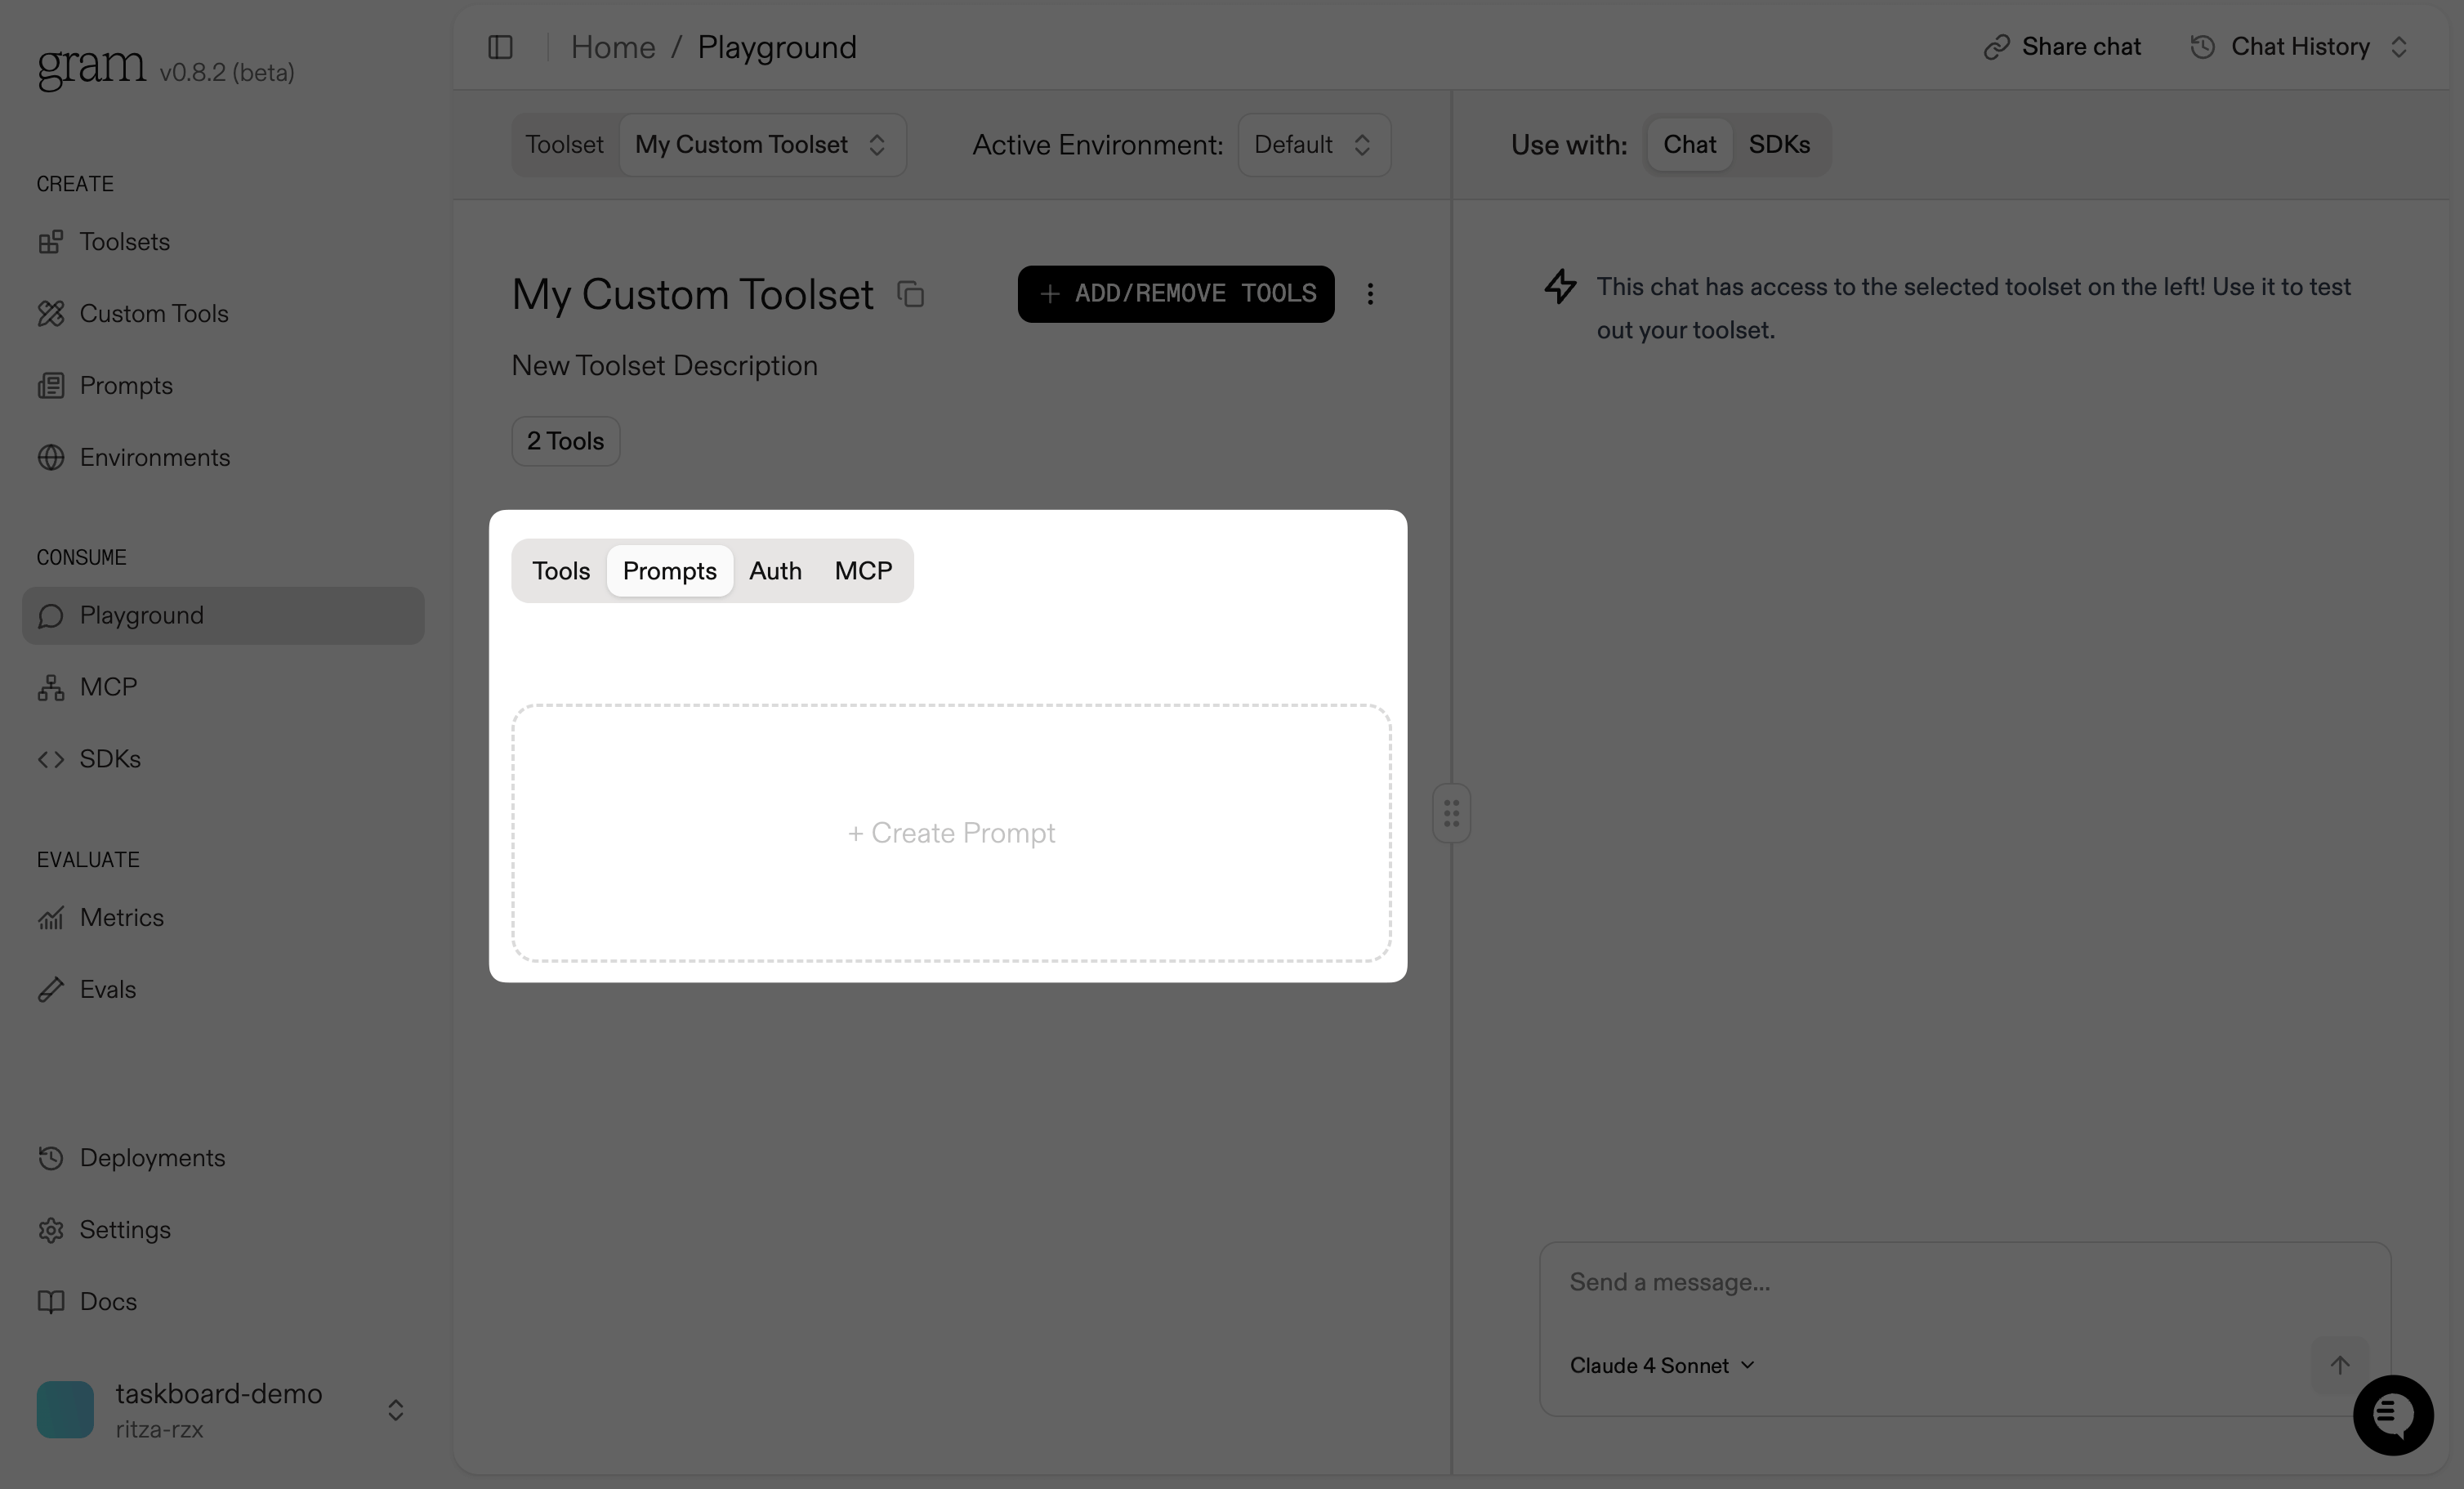 gram v0.8.2 (beta)
CREATE
Toolsets
Custom Tools
Prompts
Environments
CONSUME
Playground
MCP
SDKs
EVALUATE
Metrics
Evals
Deployments
Settings
Docs
taskboard-demo
ritza-rzx
Home / Playground
Share chat
Chat History
Toolset My Custom Toolset
Active Environment: Default
Use with: Chat SDKs
My Custom Toolset
+ ADD/REMOVE TOOLS
New Toolset Description
2 Tools
Tools Prompts Auth MCP
+ Create Prompt
This chat has access to the selected toolset on the left! Use it to test
out your toolset.
Send a message...
Claude 4 Sonnet